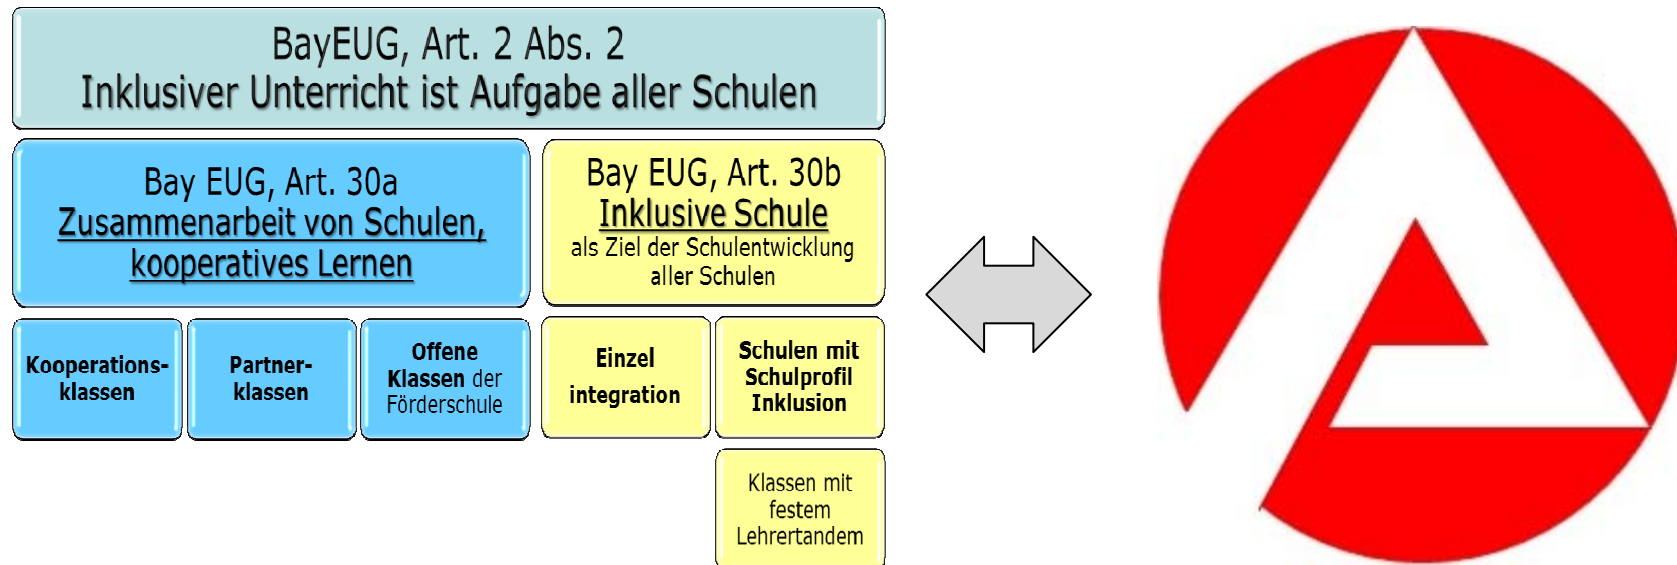 BayEUG, Art. 2 Abs. 2
Inklusiver Unterricht ist Aufgabe aller Schulen
Bay EUG, Art. 30a
Zusammenarbeit von Schulen,
kooperatives Lernen
Bay EUG, Art. 30b
Inklusive Schule
als Ziel der Schulentwicklung
aller Schulen
Kooperations-
klassen
Partner-
klassen
Offene
Klassen der
Förderschule
Einzel
integration
Schulen mit
Schulprofil
Inklusion
Klassen mit
festem
Lehrertandem